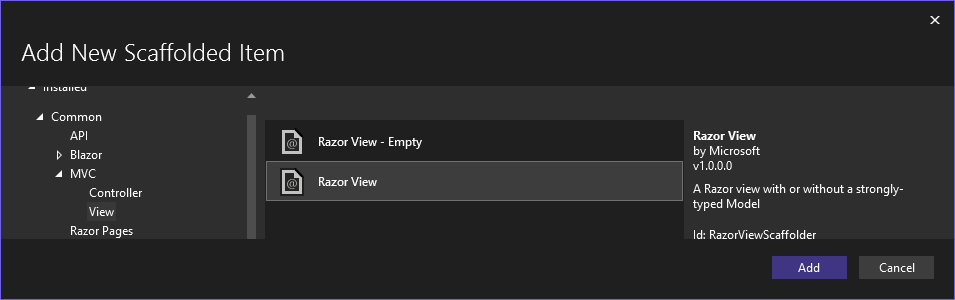 Add New Scaffolded Item
Installed
Common
API
Blazor
MVC
Controller
View
Razor Pages
Razor View - Empty
Razor View
Razor View
by Microsoft
v1.0.0.0
A Razor view with or without a strongly-
typed Model
Id: RazorViewScaffolder
Add
Cancel